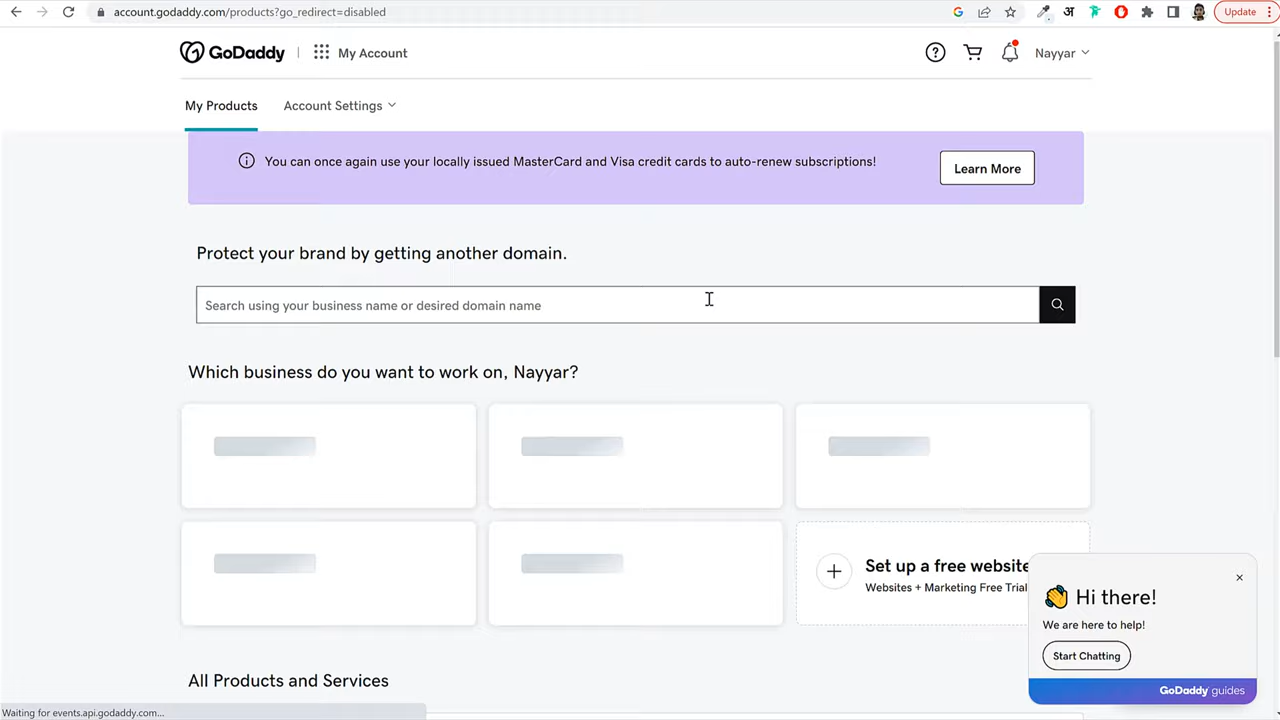 account.godaddy.com/products?go_redirect=disabled
Update
GoDaddy
My Account
Nayyar
My Products
Account Settings
You can once again use your locally issued MasterCard and Visa credit cards to auto-renew subscriptions!
Learn More
Protect your brand by getting another domain.
Search using your business name or desired domain name
Which business do you want to work on, Nayyar?
Set up a free website
Websites + Marketing Free Trial
Hi there!
We are here to help!
Start Chatting
GoDaddy guides
All Products and Services
Waiting for events.api.godaddy.com...